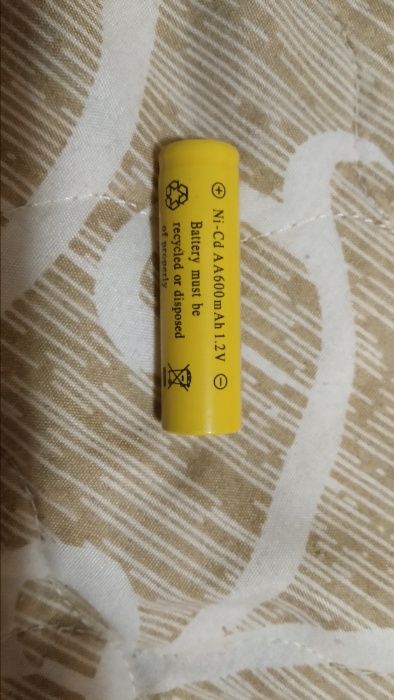 Ni-Cd AA600mAh 1.2V
Battery must be
recycled or disposed
of properly